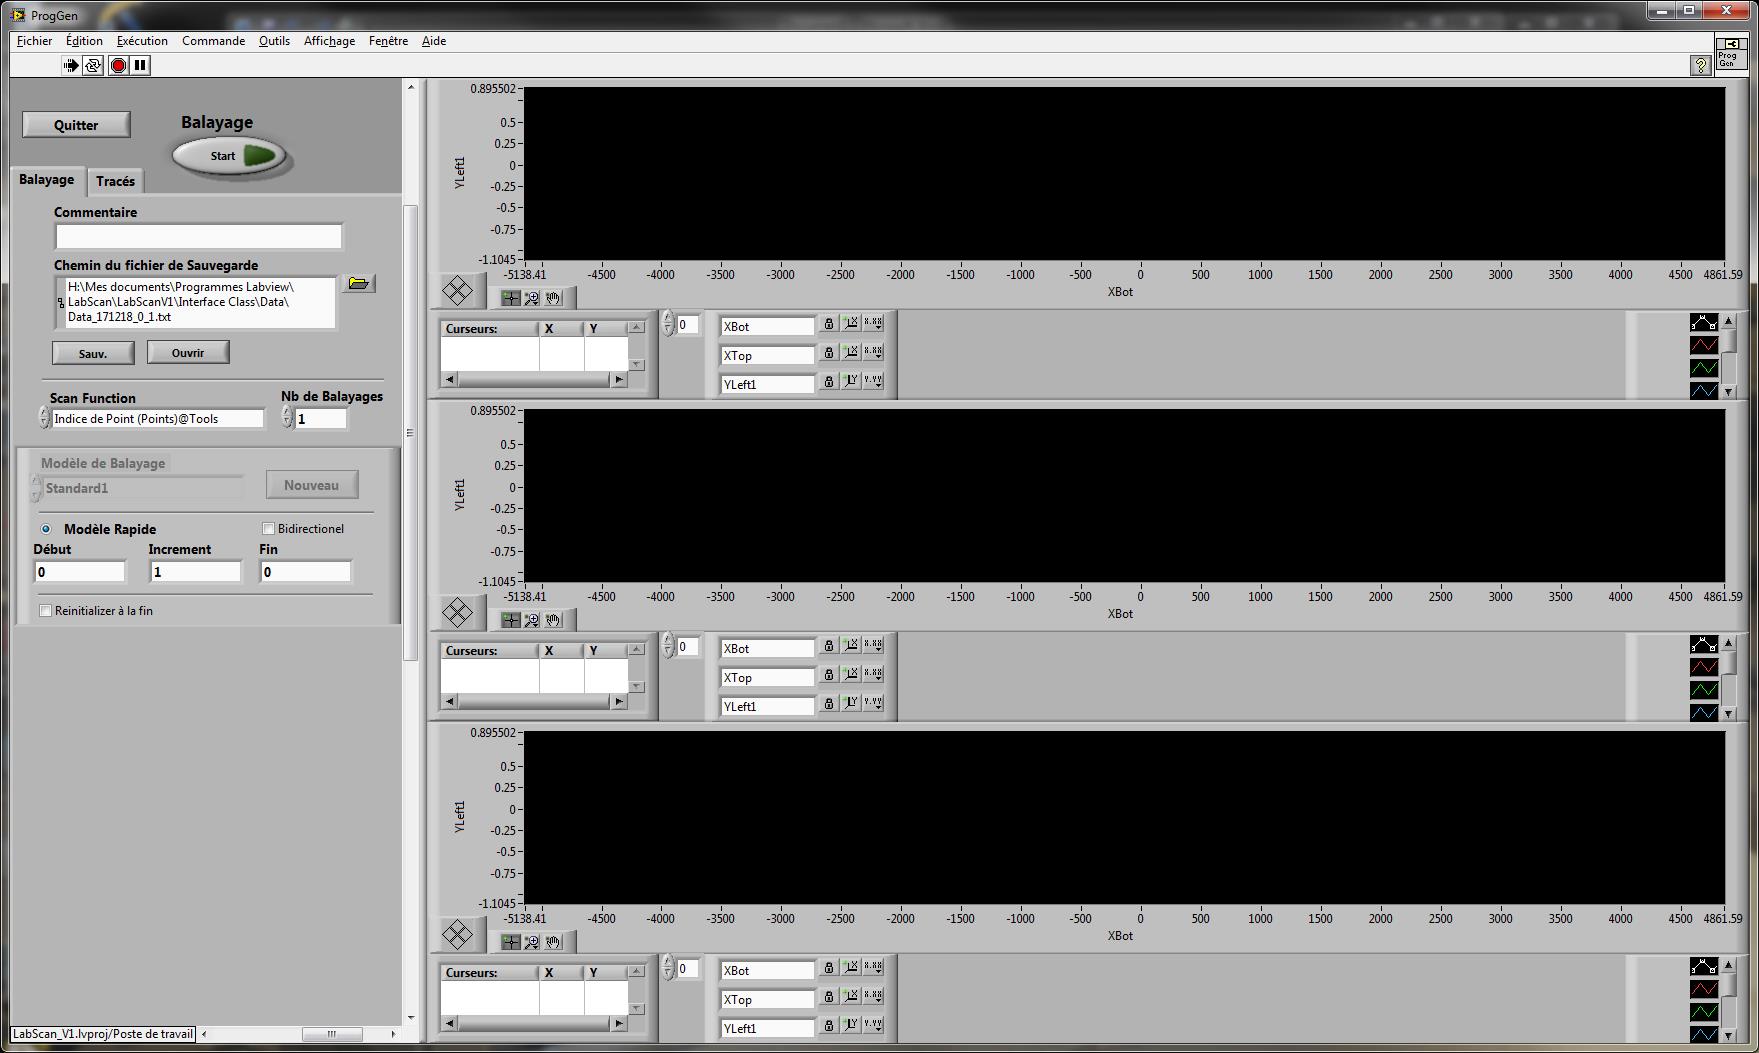 ProgGen
Fichier Édition Exécution Commande Outils Affichage Fenêtre Aide
Prog
Gen
?
Quitter
Balayage
Start
Balayage Tracés
Commentaire
Chemin du fichier de Sauvegarde
H:\Mes documents\Programmes Labview\
LabScan\LabScanV1\Interface Class\Data\
Data_171218_0_1.txt
Sauv. Ouvrir
Scan Function Nb de Balayages
Indice de Point (Points)@Tools 1
Modèle de Balayage
Standard1 Nouveau
Modèle Rapide Bidirectionel
Début Increment Fin
0 1 0
Reinitializer à la fin
LabScan_V1.lvproj/Poste de travail
0.895502
0.5
0.25
0
-0.25
-0.5
-0.75
-1.1045
YLeft1
-5138.41 -4500 -4000 -3500 -3000 -2500 -2000 -1500 -1000 -500 0 500 1000 1500 2000 2500 3000 3500 4000 4500 4861.59
XBot
Curseurs: X Y
0
XBot X X.XX
XTop X X.XX
YLeft1 Y Y.YY
0.895502
0.5
0.25
0
-0.25
-0.5
-0.75
-1.1045
YLeft1
-5138.41 -4500 -4000 -3500 -3000 -2500 -2000 -1500 -1000 -500 0 500 1000 1500 2000 2500 3000 3500 4000 4500 4861.59
XBot
Curseurs: X Y
0
XBot X X.XX
XTop X X.XX
YLeft1 Y Y.YY
0.895502
0.5
0.25
0
-0.25
-0.5
-0.75
-1.1045
YLeft1
-5138.41 -4500 -4000 -3500 -3000 -2500 -2000 -1500 -1000 -500 0 500 1000 1500 2000 2500 3000 3500 4000 4500 4861.59
XBot
Curseurs: X Y
0
XBot X X.XX
XTop X X.XX
YLeft1 Y Y.YY